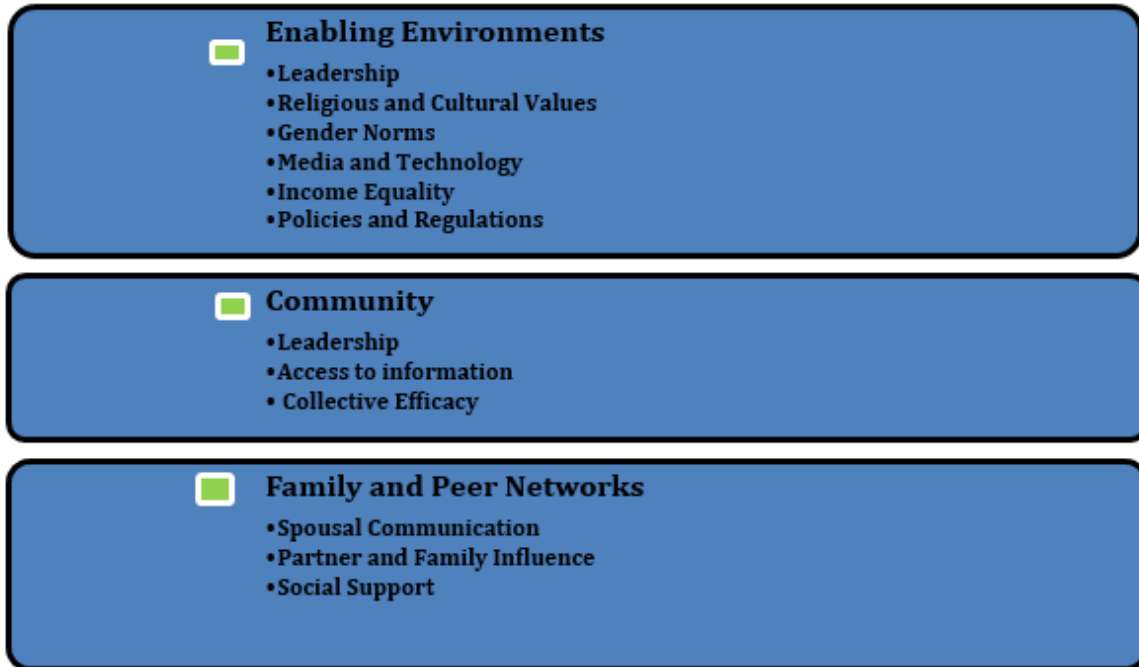 Enabling Environments
•Leadership
•Religious and Cultural Values
•Gender Norms
•Media and Technology
•Income Equality
•Policies and Regulations
Community
•Leadership
•Access to information
• Collective Efficacy
Family and Peer Networks
•Spousal Communication
•Partner and Family Influence
•Social Support